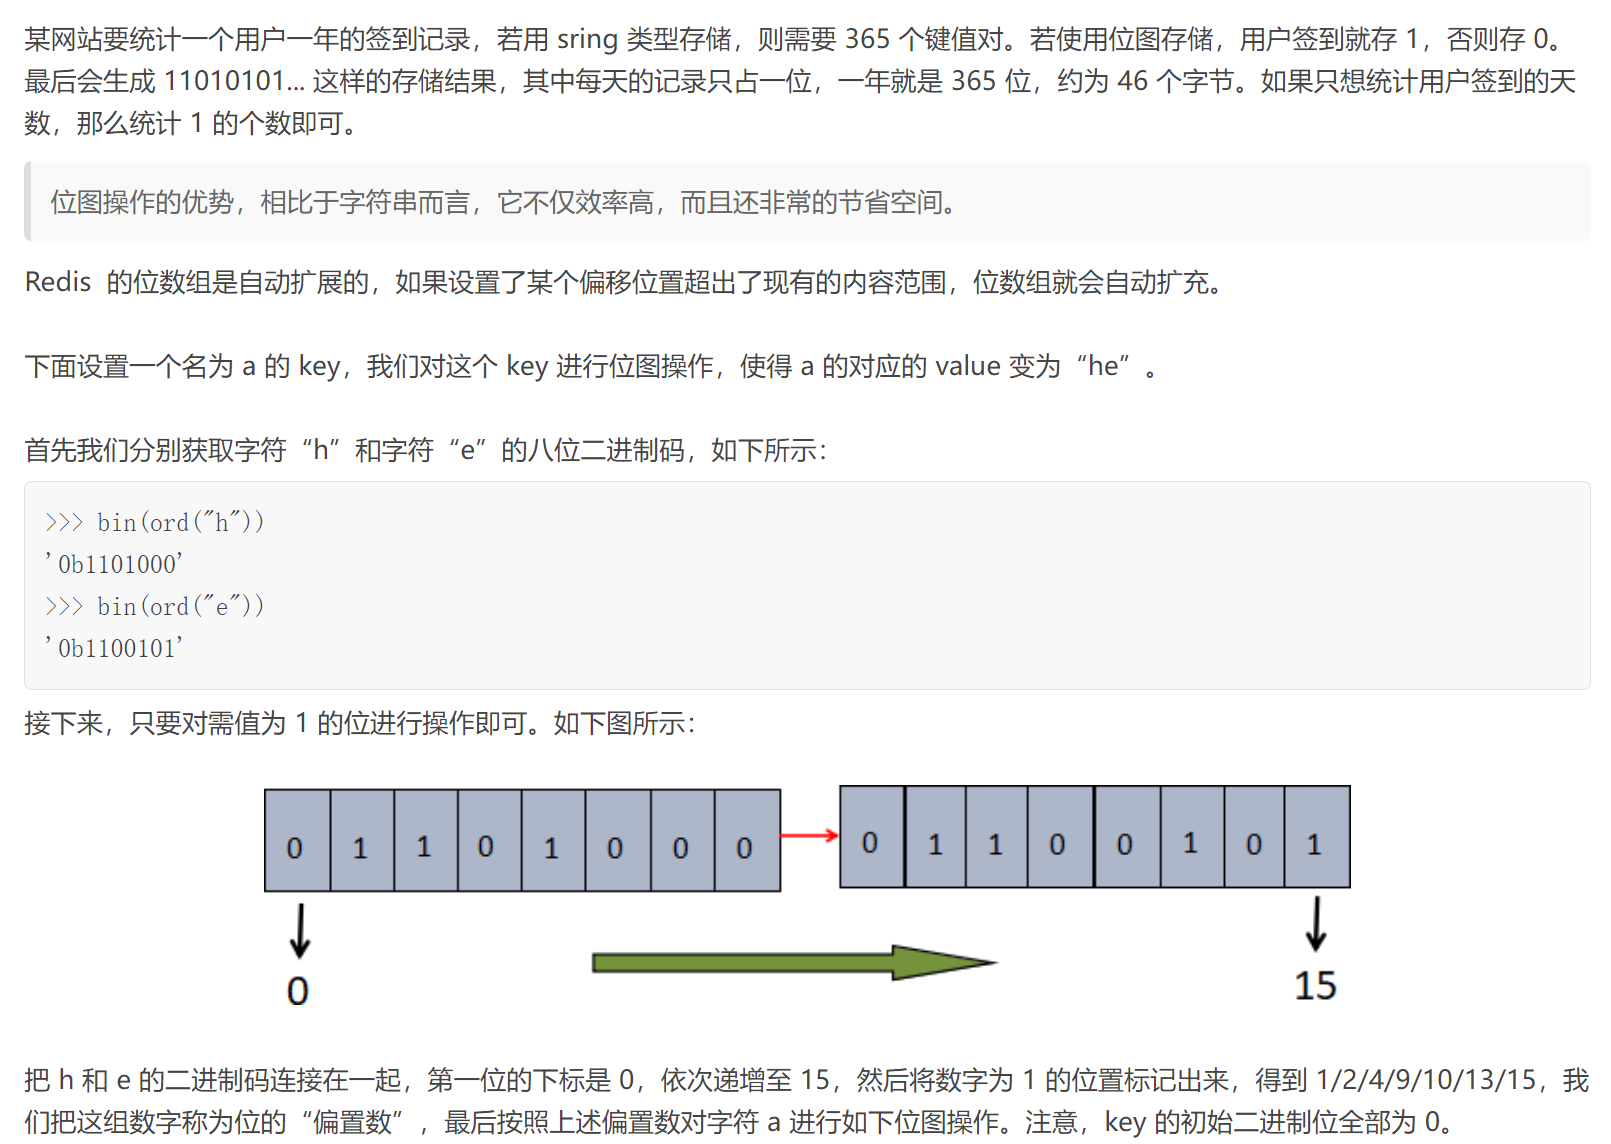 某网站要统计一个用户一年的签到记录，若用 sring 类型存储，则需要 365 个键值对。若使用位图存储，用户签到就存 1，否则存 0。
最后会生成 11010101... 这样的存储结果，其中每天的记录只占一位，一年就是 365 位，约为 46 个字节。如果只想统计用户签到的天
数，那么统计 1 的个数即可。
位图操作的优势，相比于字符串而言，它不仅效率高，而且还非常的节省空间。
Redis 的位数组是自动扩展的，如果设置了某个偏移位置超出了现有的内容范围，位数组就会自动扩充。
下面设置一个名为 a 的 key，我们对这个 key 进行位图操作，使得 a 的对应的 value 变为“he”。
首先我们分别获取字符“h”和字符“e”的八位二进制码，如下所示：
>>> bin(ord("h"))
'0b1101000'
>>> bin(ord("e"))
'0b1100101'
接下来，只要对需值为 1 的位进行操作即可。如下图所示：
0 1 1 0 1 0 0 0 0 1 1 0 0 1 0 1
0 15
把 h 和 e 的二进制码连接在一起，第一位的下标是 0，依次递增至 15，然后将数字为 1 的位置标记出来，得到 1/2/4/9/10/13/15，我
们把这组数字称为位的“偏置数”，最后按照上述偏置数对字符 a 进行如下位图操作。注意，key 的初始二进制位全部为 0。